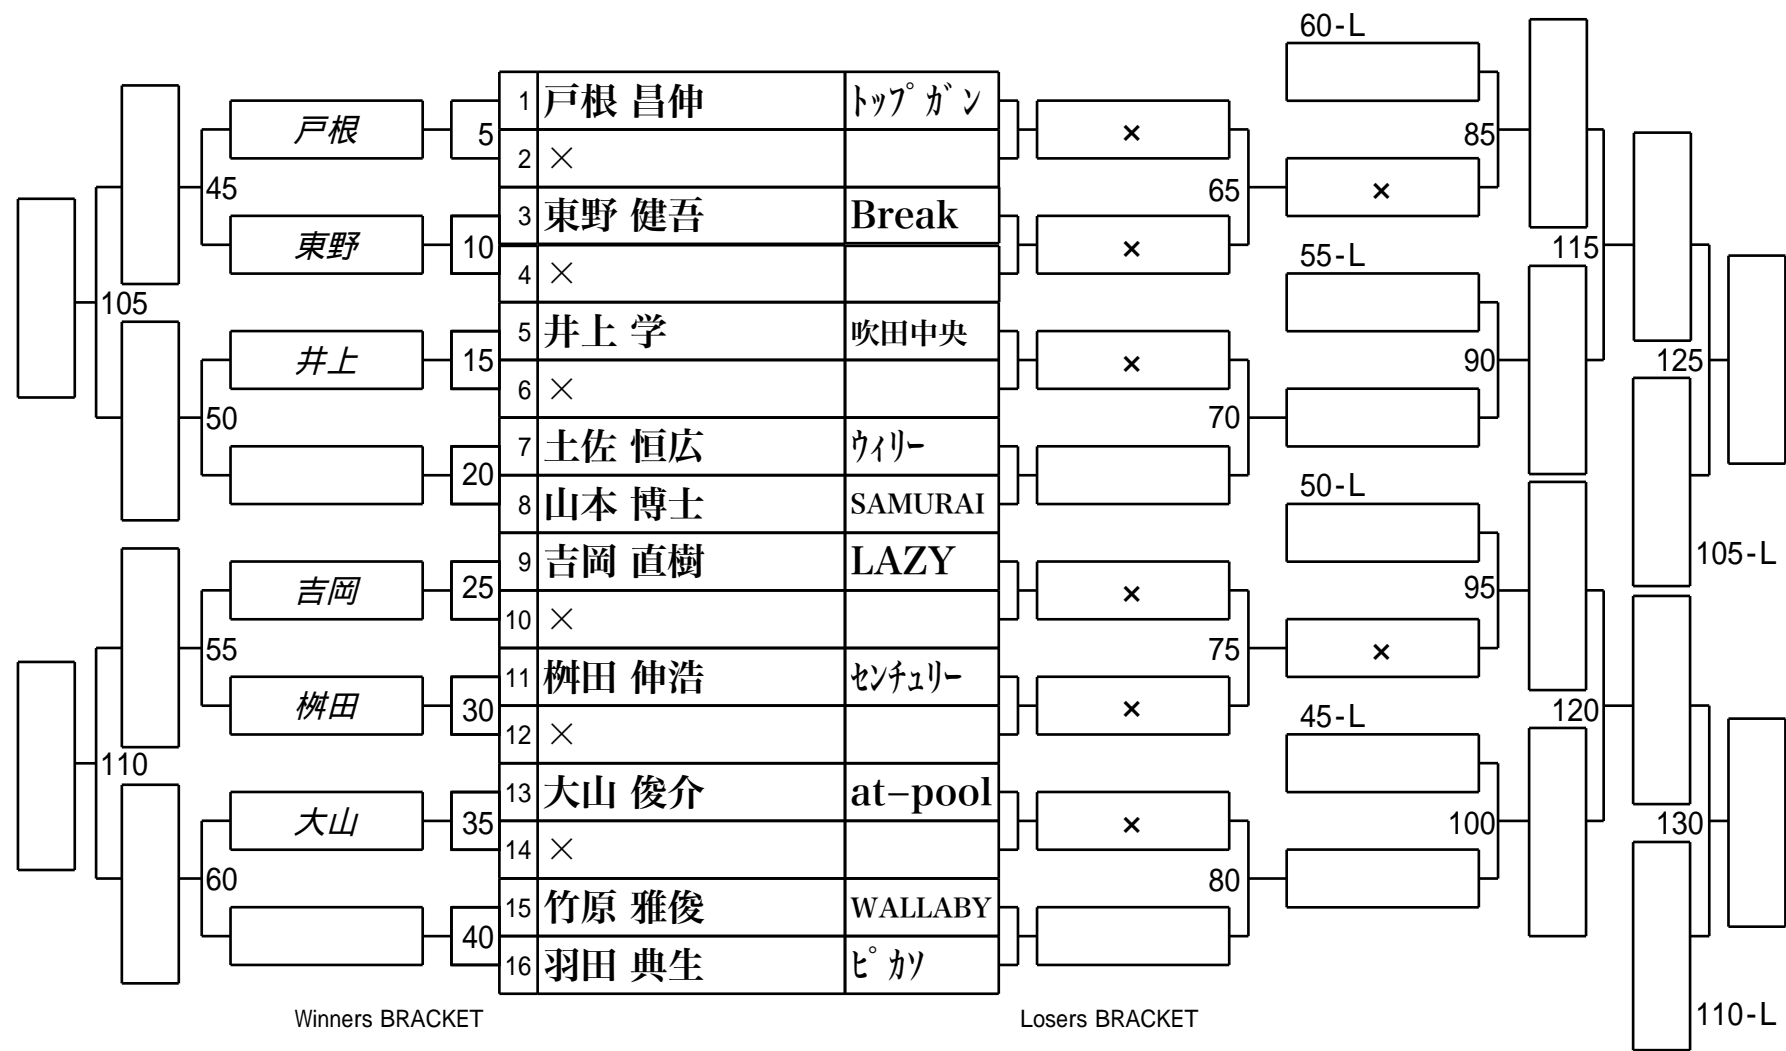 60-L
1 戸根 昌伸 トップガン
戸根 5 × 85
2 ×
45 65 ×
3 東野 健吾 Break
東野 10 × 55-L 115
4 ×
105
5 井上 学 吹田中央
井上 15 × 90 125
6 ×
50 70
7 土佐 恒広 ウィリー
20 50-L
8 山本 博士 SAMURAI
9 吉岡 直樹 LAZY 105-L
吉岡 25 × 95
10 ×
55 75 ×
11 桝田 伸浩 センチュリー
桝田 30 × 45-L 120
12 ×
110
13 大山 俊介 at-pool
大山 35 × 100 130
14 ×
60 80
15 竹原 雅俊 WALLABY
40
16 羽田 典生 ピカソ
Winners BRACKET Losers BRACKET 110-L